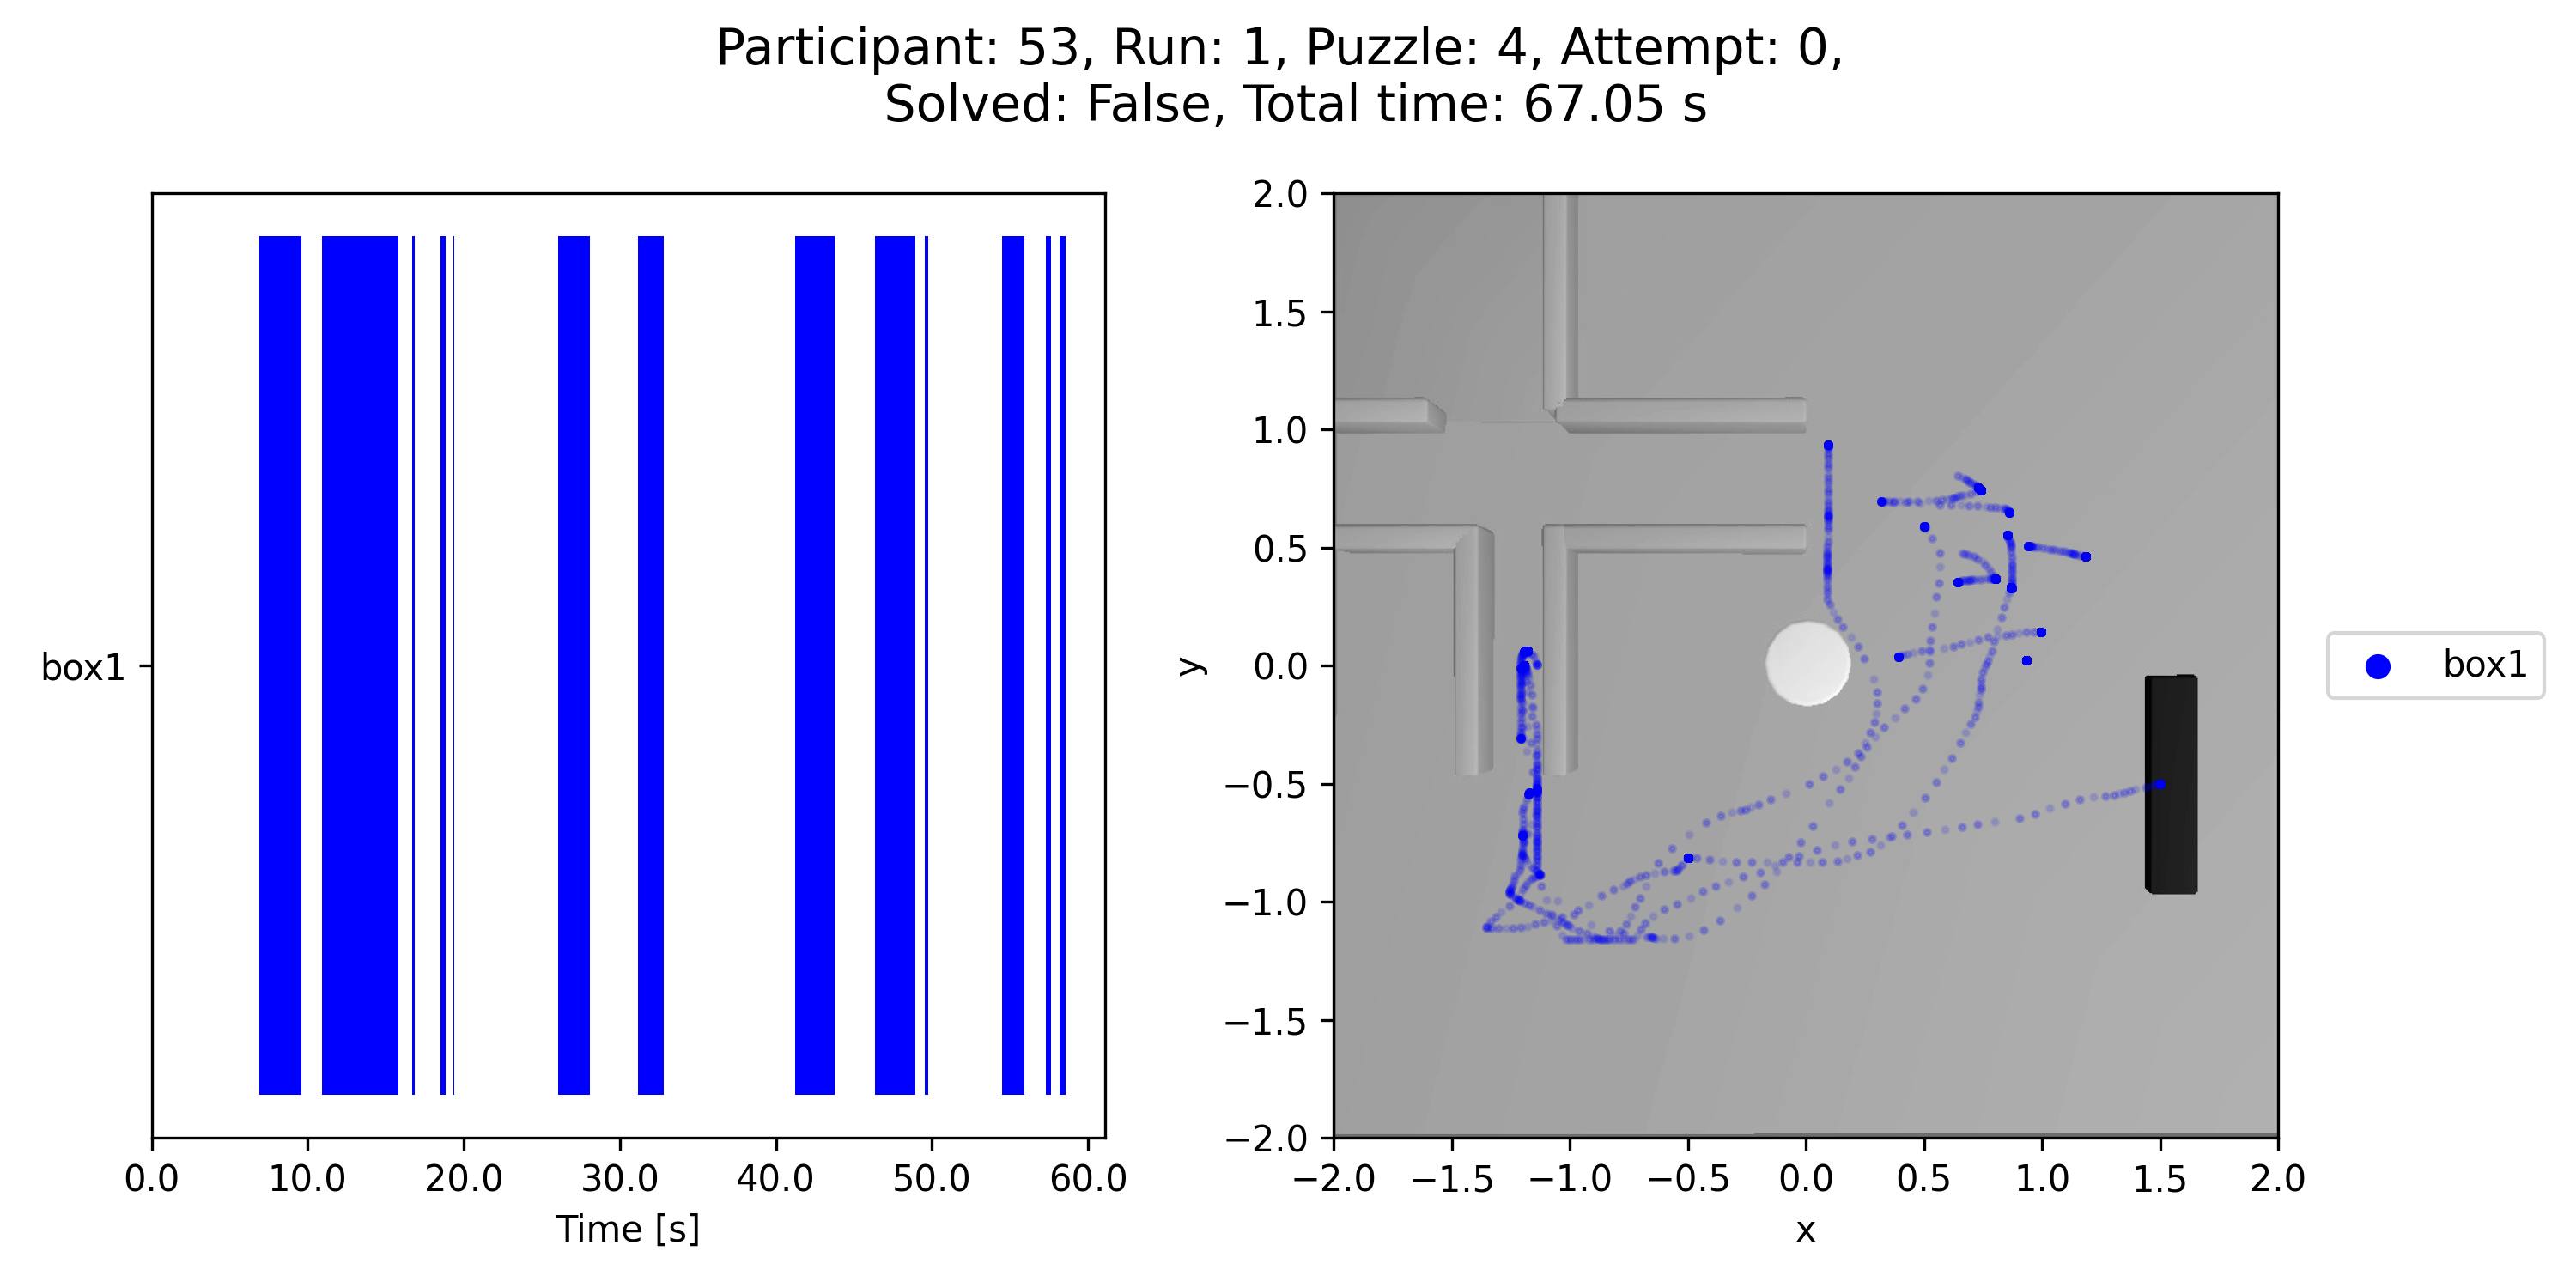 Participant: 53, Run: 1, Puzzle: 4, Attempt: 0,
Solved: False, Total time: 67.05 s
box1
0.0 10.0 20.0 30.0 40.0 50.0 60.0
Time [s]
2.0
1.5
1.0
0.5
0.0
−0.5
−1.0
−1.5
−2.0
y
−2.0 −1.5 −1.0 −0.5 0.0 0.5 1.0 1.5 2.0
x
box1